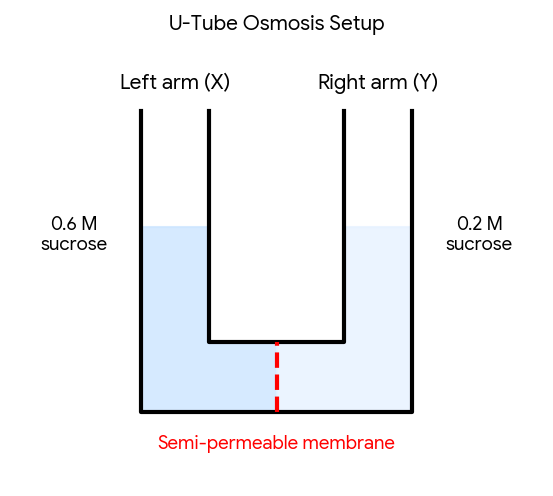 U-Tube Osmosis Setup
Left arm (X)
Right arm (Y)
0.6 M
sucrose
0.2 M
sucrose
Semi-permeable membrane